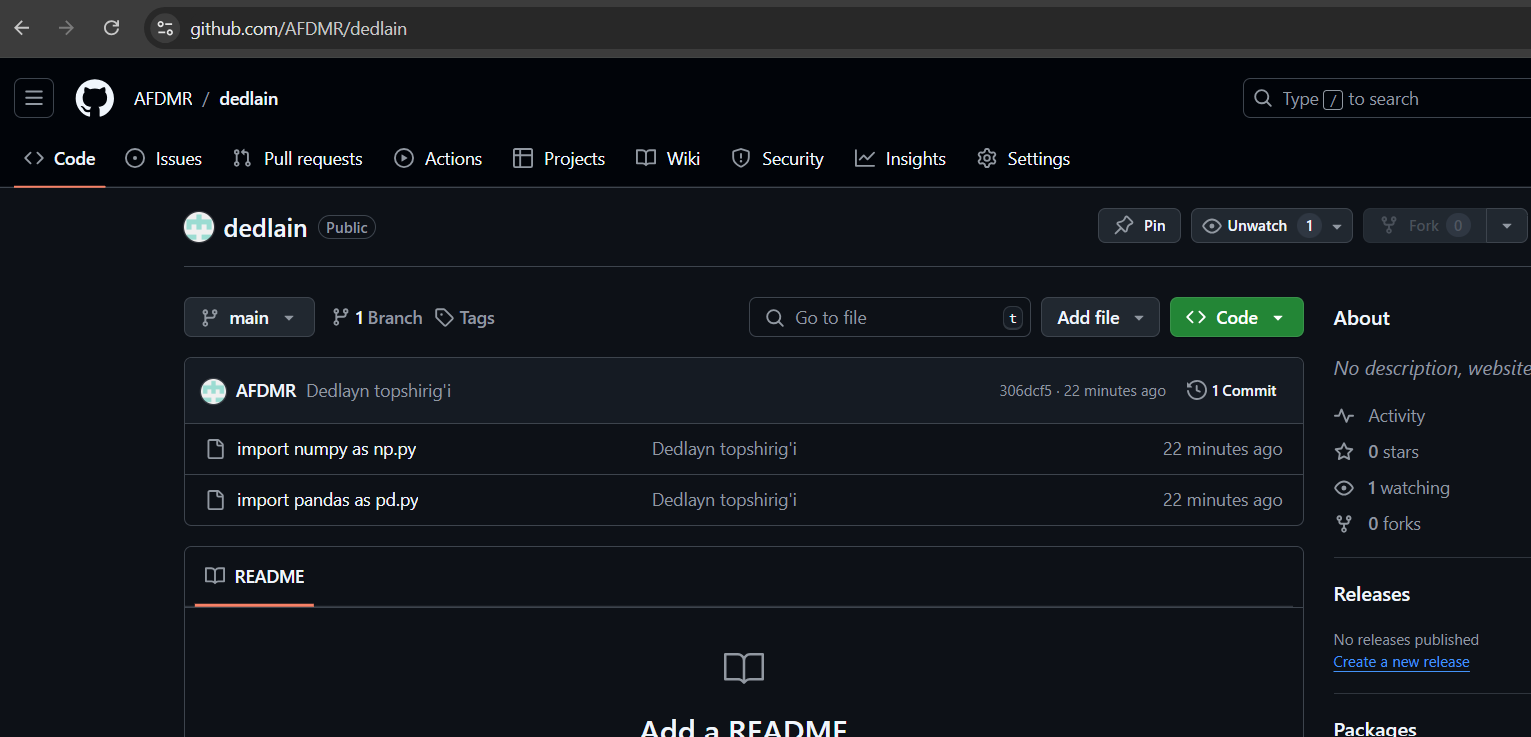 github.com/AFDMR/dedlain
AFDMR / dedlain
Type / to search
Code Issues Pull requests Actions Projects Wiki Security Insights Settings
dedlain Public
Pin Unwatch 1 Fork 0
main 1 Branch Tags Go to file t Add file Code
AFDMR Dedlayn topshirig'i 306dcf5 · 22 minutes ago 1 Commit
import numpy as np.py Dedlayn topshirig'i 22 minutes ago
import pandas as pd.py Dedlayn topshirig'i 22 minutes ago
README
Add a README
About
No description, website
Activity
0 stars
1 watching
0 forks
Releases
No releases published
Create a new release
Packages